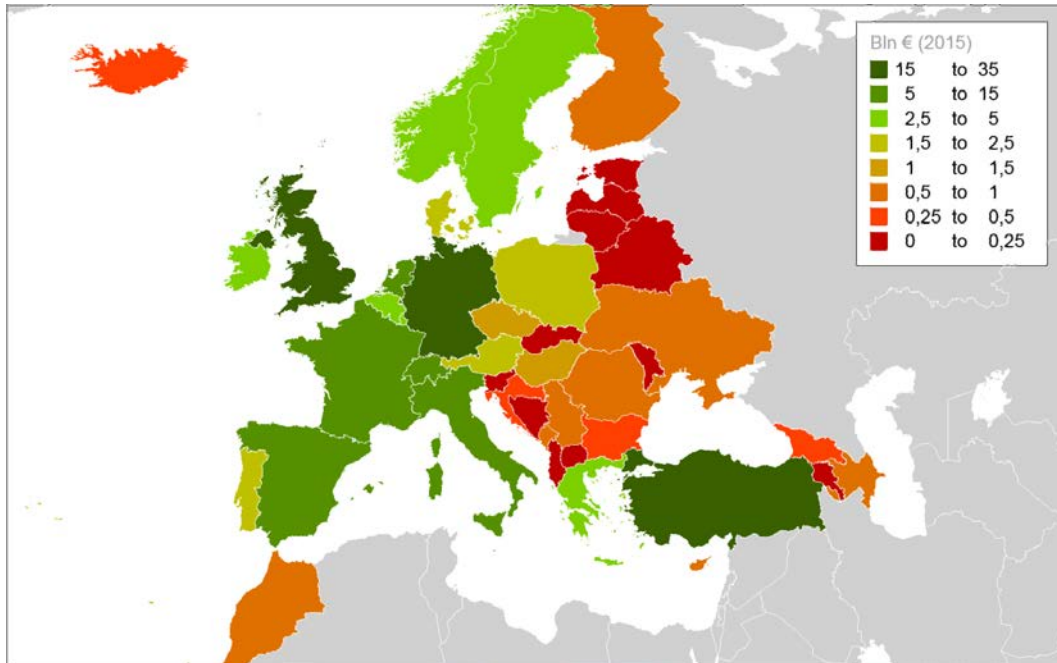 Bln € (2015)
15 to 35
5 to 15
2,5 to 5
1,5 to 2,5
1 to 1,5
0,5 to 1
0,25 to 0,5
0 to 0,25